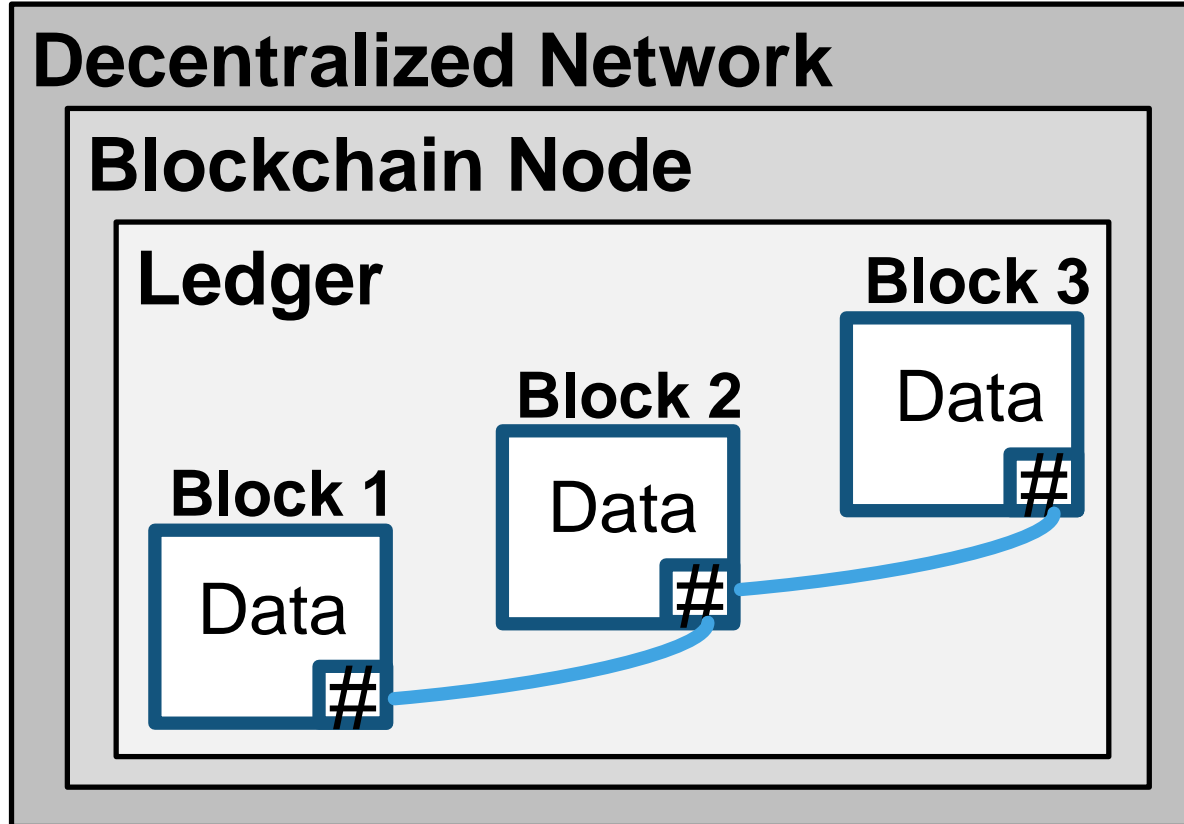 Decentralized Network
Blockchain Node
Ledger
Block 1
Data
#
Block 2
Data
#
Block 3
Data
#